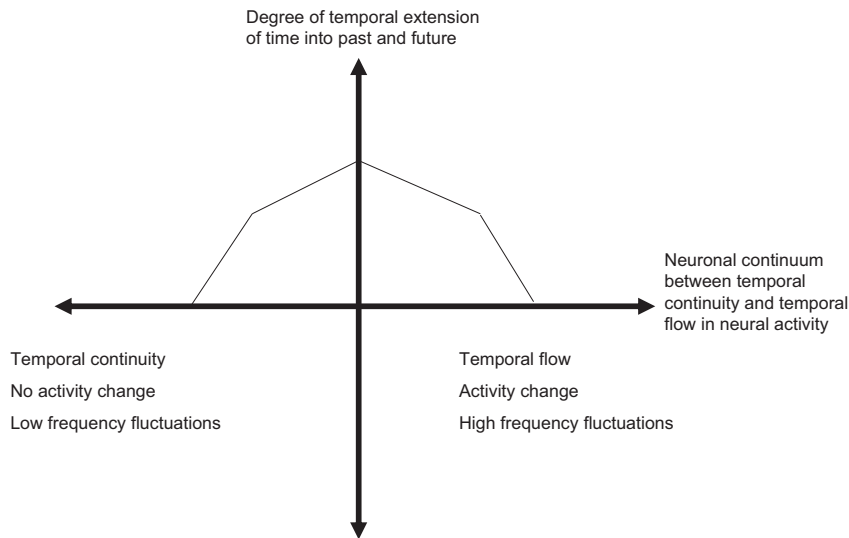 Degree of temporal extension
of time into past and future
Neuronal continuum
between temporal
continuity and temporal
flow in neural activity
Temporal continuity
No activity change
Low frequency fluctuations
Temporal flow
Activity change
High frequency fluctuations